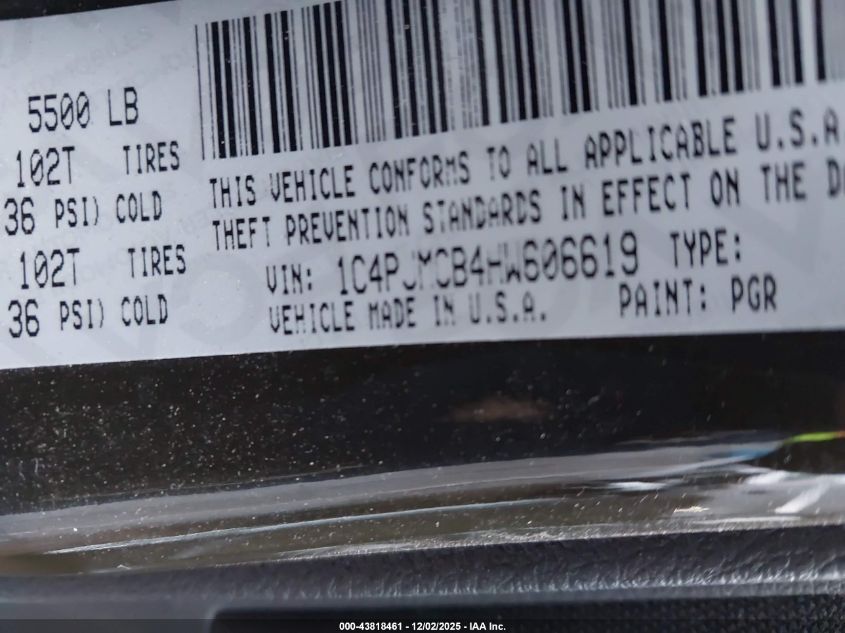 5500 LB
102T TIRES
36 PSI) COLD
102T TIRES
36 PSI) COLD
THIS VEHICLE CONFORMS TO ALL APPLICABLE U.S.A
THEFT PREVENTION STANDARDS IN EFFECT ON THE D
VIN: 1C4PJMCB4HW606619 TYPE:
VEHICLE MADE IN U.S.A. PAINT: PGR
000-43818461 - 12/02/2025 - IAA Inc.